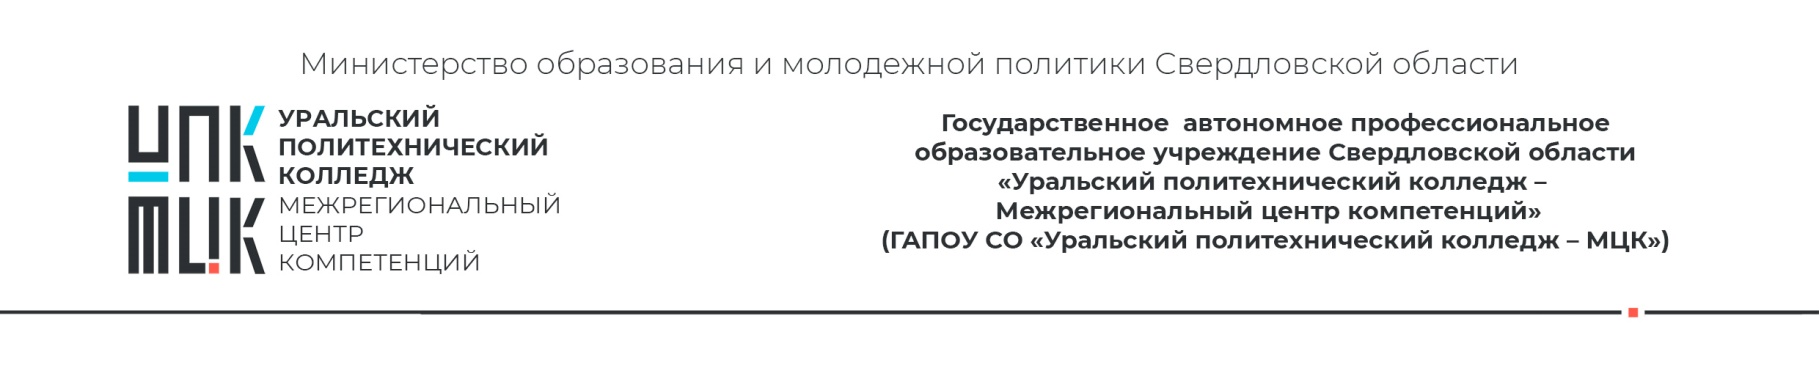 Министерство образования и молодежной политики Свердловской области
УПК
МЦК
УРАЛЬСКИЙ
ПОЛИТЕХНИЧЕСКИЙ
КОЛЛЕДЖ
МЕЖРЕГИОНАЛЬНЫЙ
ЦЕНТР
КОМПЕТЕНЦИЙ
Государственное автономное профессиональное
образовательное учреждение Свердловской области
«Уральский политехнический колледж –
Межрегиональный центр компетенций»
(ГАПОУ СО «Уральский политехнический колледж – МЦК»)